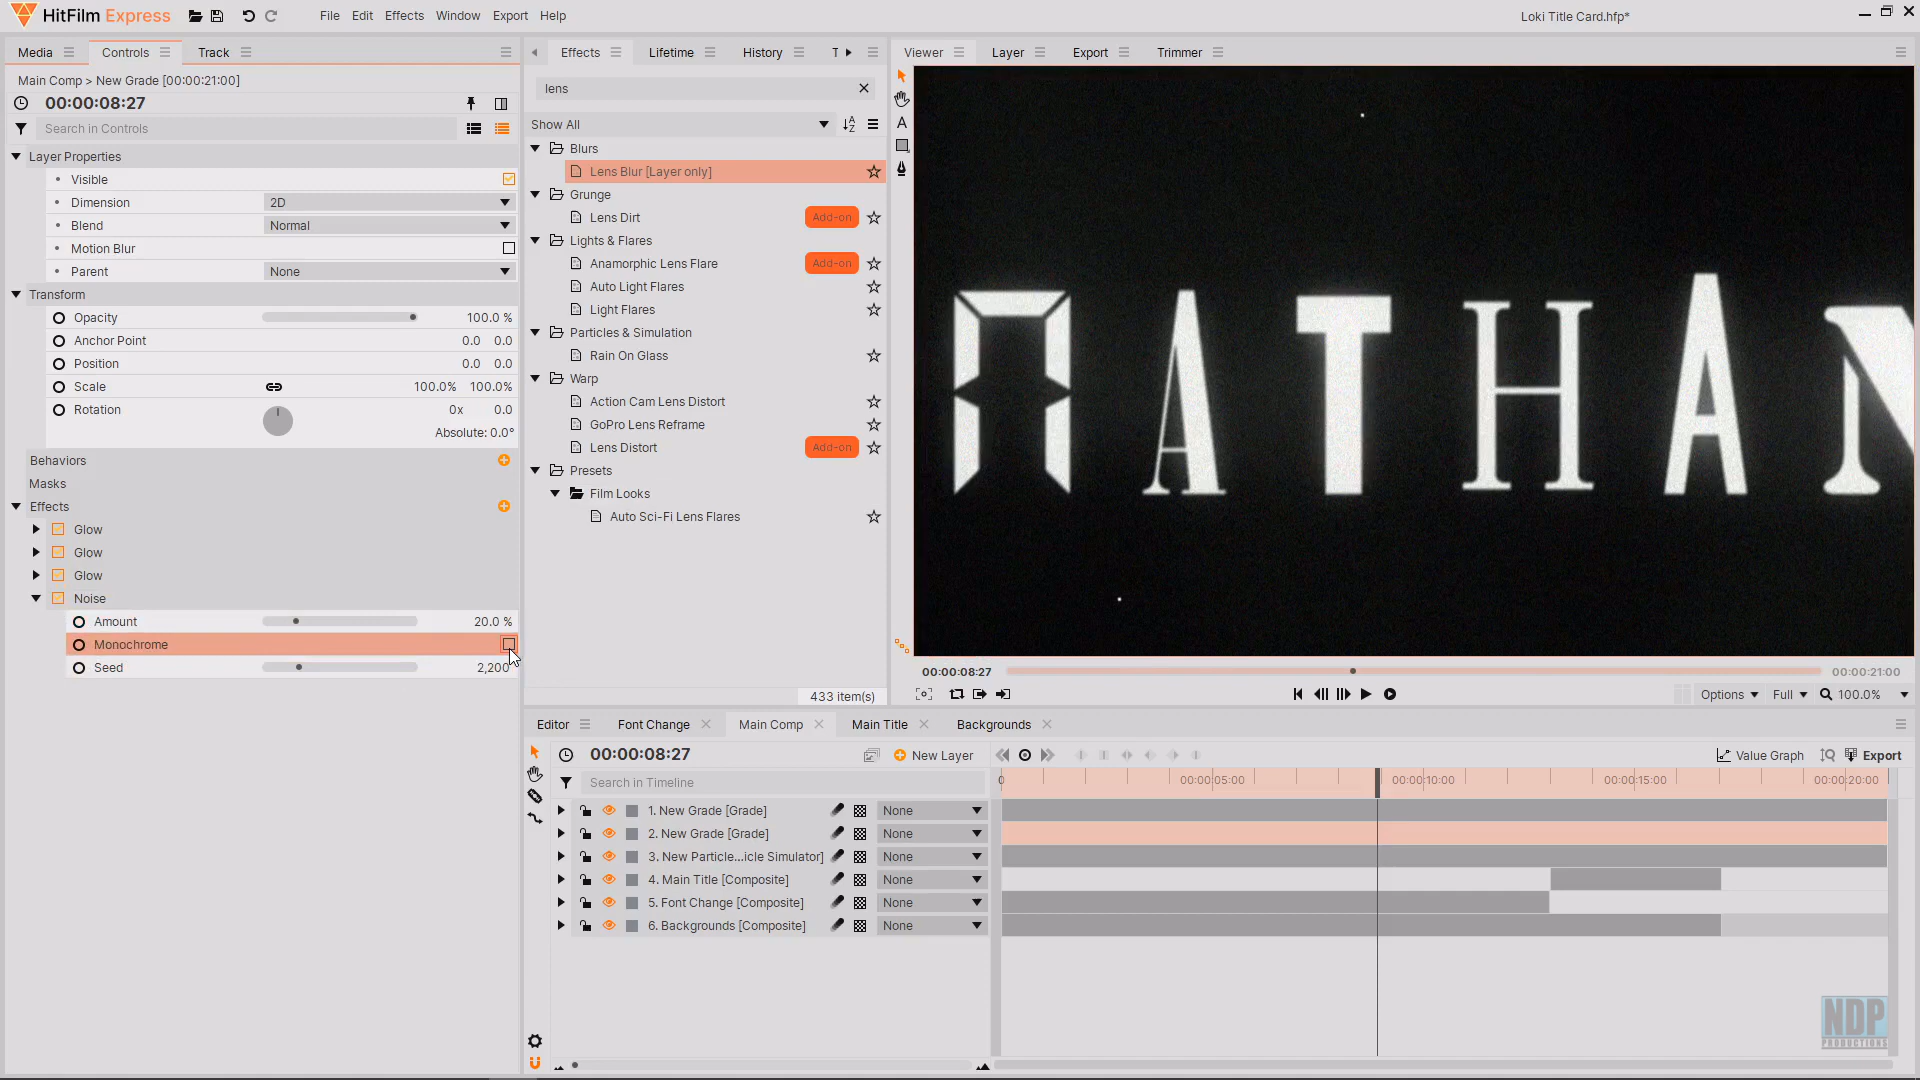 HitFilm Express
File Edit Effects Window Export Help
Loki Title Card.hfp*
Media Controls Track
Main Comp > New Grade [00:00:21:00]
00:00:08:27
Search in Controls
Layer Properties
Visible
Dimension 2D
Blend Normal
Motion Blur
Parent None
Transform
Opacity 100.0 %
Anchor Point 0.0 0.0
Position 0.0 0.0
Scale 100.0% 100.0%
Rotation 0x 0.0
Absolute: 0.0°
Behaviors
Masks
Effects
Glow
Glow
Glow
Noise
Amount 20.0 %
Monochrome
Seed 2,200
Effects Lifetime History T
lens
Show All
Blurs
Lens Blur [Layer only]
Grunge
Lens Dirt Add-on
Lights & Flares
Anamorphic Lens Flare Add-on
Auto Light Flares
Light Flares
Particles & Simulation
Rain On Glass
Warp
Action Cam Lens Distort
GoPro Lens Reframe
Lens Distort Add-on
Presets
Film Looks
Auto Sci-Fi Lens Flares
433 item(s)
Viewer Layer Export Trimmer
A
NATHAN
00:00:08:27 00:00:21:00
Options Full 100.0%
Editor Font Change Main Comp Main Title Backgrounds
00:00:08:27 New Layer Value Graph Export
Search in Timeline
0 00:00:05:00 00:00:10:00 00:00:15:00 00:00:20:00
1. New Grade [Grade] None
2. New Grade [Grade] None
3. New Particle...icle Simulator] None
4. Main Title [Composite] None
5. Font Change [Composite] None
6. Backgrounds [Composite] None
NDP
PRODUCTIONS